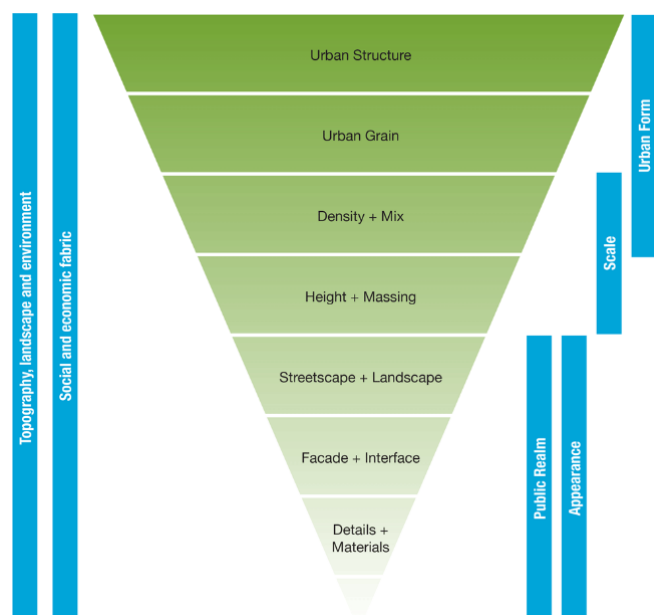 Topography, landscape and environment
Social and economic fabric
Urban Structure
Urban Grain
Density + Mix
Height + Massing
Streetscape + Landscape
Facade + Interface
Details +
Materials
Public Realm
Appearance
Scale
Urban Form